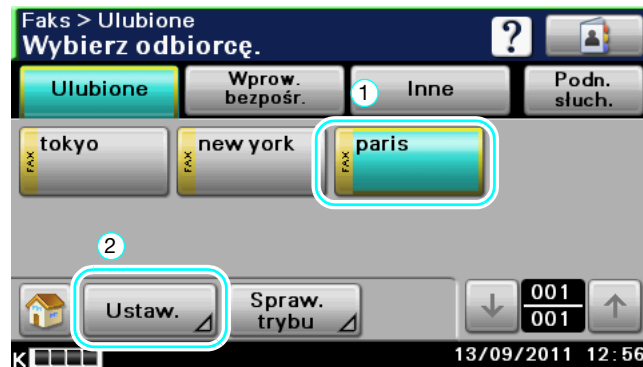 Faks > Ulubione
Wybierz odbiorcę.
?
Ulubione
Wprow.
bezpośr.
1
Inne
Podn.
słuch.
FAX tokyo
FAX new york
FAX paris
2
Ustaw.
Spraw.
trybu
001
001
K
13/09/2011 12:56